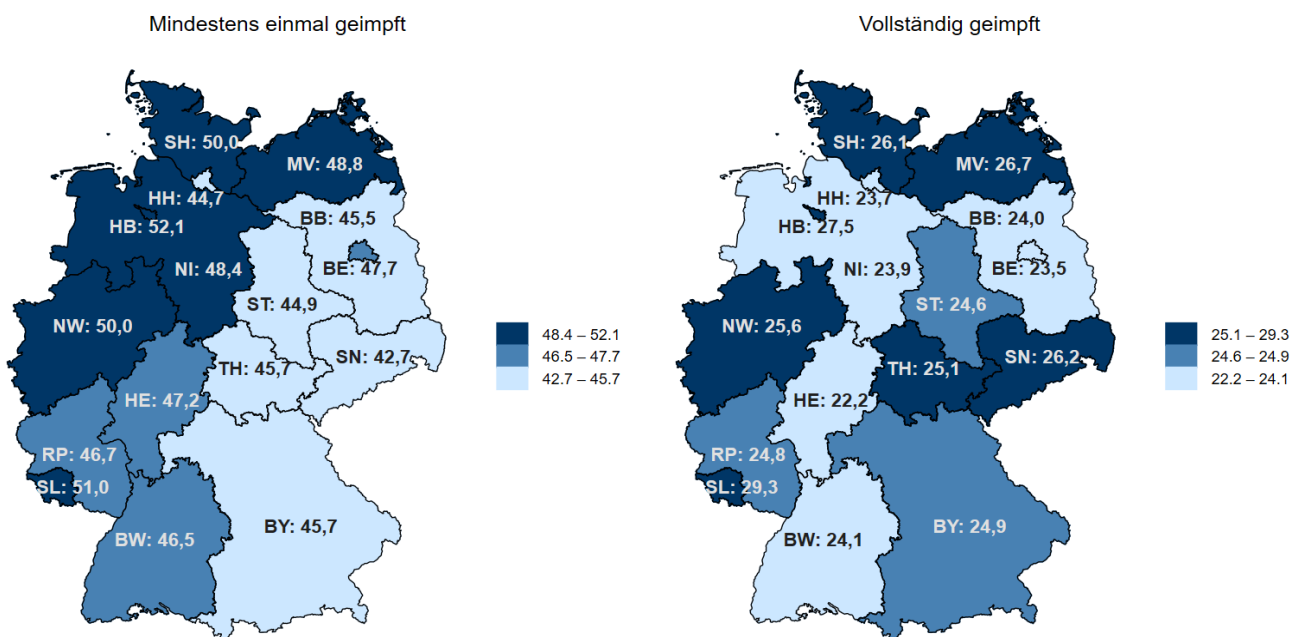 Mindestens einmal geimpft
SH: 50,0
MV: 48,8
HH: 44,7
BB: 45,5
HB: 52,1
NI: 48,4
BE: 47,7
ST: 44,9
NW: 50,0
SN: 42,7
TH: 45,7
HE: 47,2
RP: 46,7
SL: 51,0
BY: 45,7
BW: 46,5
48.4 – 52.1
46.5 – 47.7
42.7 – 45.7
Vollständig geimpft
SH: 26,1
MV: 26,7
HH: 23,7
BB: 24,0
HB: 27,5
NI: 23,9
BE: 23,5
ST: 24,6
NW: 25,6
SN: 26,2
TH: 25,1
HE: 22,2
RP: 24,8
SL: 29,3
BY: 24,9
BW: 24,1
25.1 – 29.3
24.6 – 24.9
22.2 – 24.1